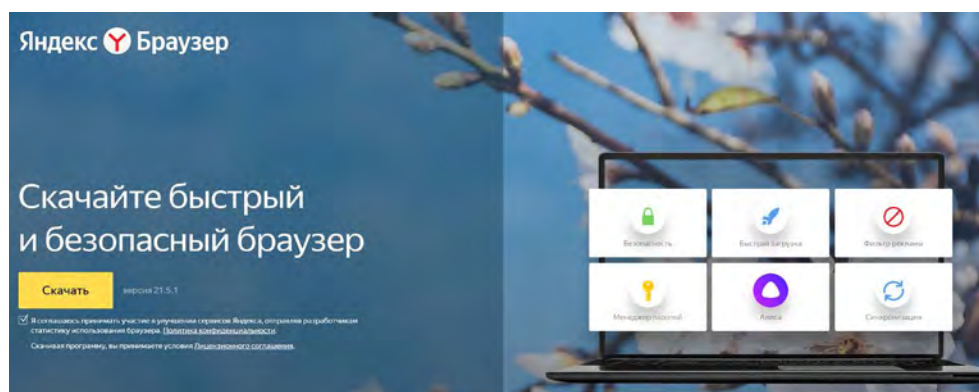 Яндекс Браузер
Скачайте быстрый
и безопасный браузер
Скачать
версия 21.5.1
Я соглашаюсь принимать участие в улучшении сервисов Яндекса, отправляя разработчикам
статистику использования браузера. Политика конфиденциальности.
Скачивая программу, вы принимаете условия Лицензионного соглашения.
Безопасность
Быстрая загрузка
Фильтр рекламы
Менеджер паролей
Алиса
Синхронизация